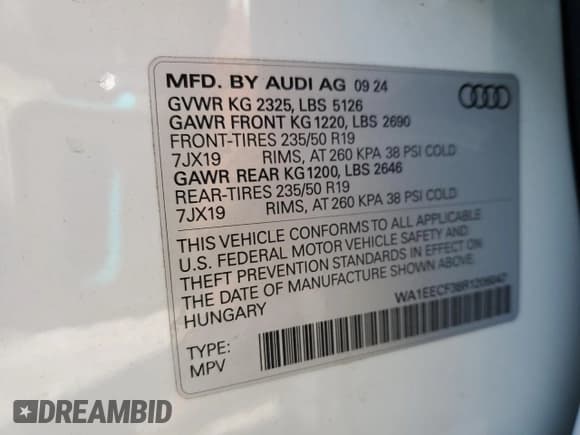 MFD. BY AUDI AG 09 24
GVWR KG 2325, LBS 5126
GAWR FRONT KG 1220, LBS 2690
FRONT-TIRES 235/50 R19
7JX19 RIMS, AT 260 KPA 38 PSI COLD
GAWR REAR KG 1200, LBS 2646
REAR-TIRES 235/50 R19
7JX19 RIMS, AT 260 KPA 38 PSI COLD
THIS VEHICLE CONFORMS TO ALL APPLICABLE
U.S. FEDERAL MOTOR VEHICLE SAFETY AND
THEFT PREVENTION STANDARDS IN EFFECT ON
THE DATE OF MANUFACTURE SHOWN ABOVE.
HUNGARY
TYPE:
MPV
DREAMBID